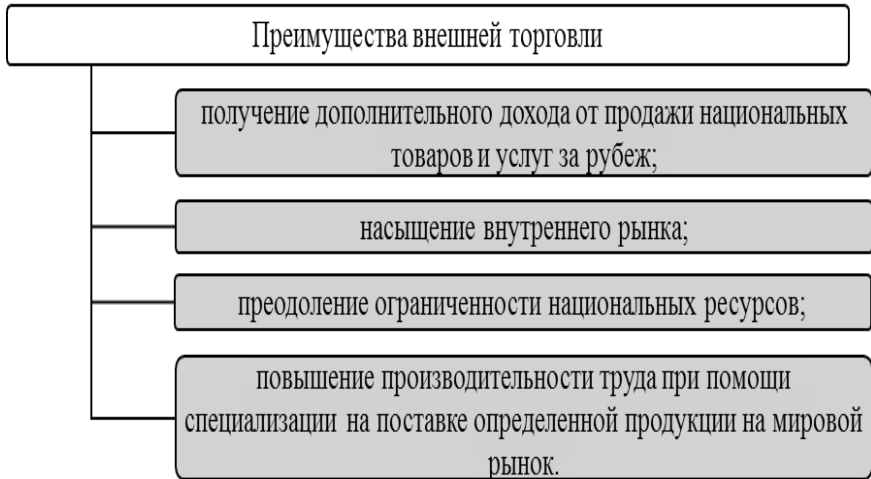 Преимущества внешней торговли
получение дополнительного дохода от продажи национальных
товаров и услуг за рубеж;
насыщение внутреннего рынка;
преодоление ограниченности национальных ресурсов;
повышение производительности труда при помощи
специализации на поставке определенной продукции на мировой
рынок.